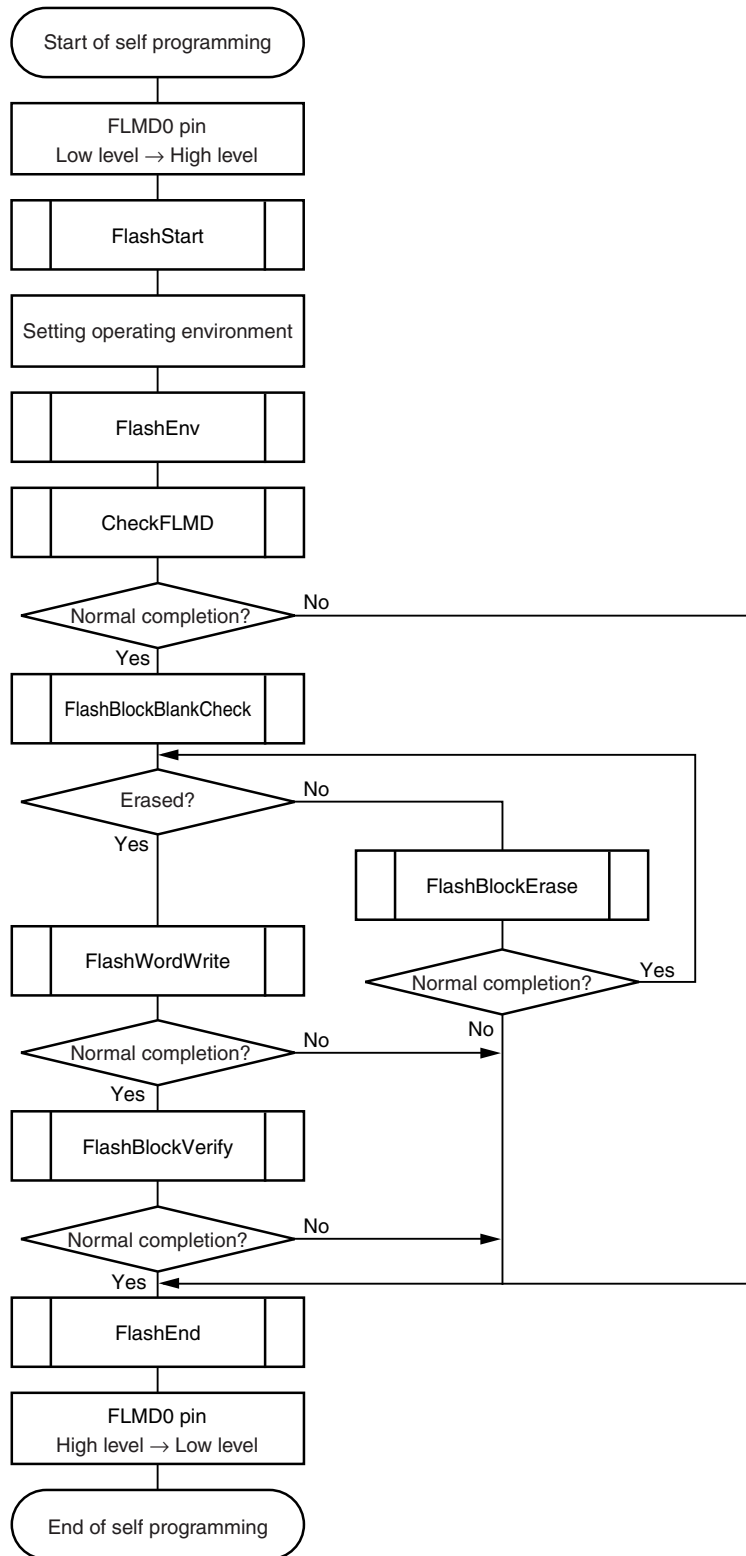 Start of self programming
FLMD0 pin
Low level → High level
FlashStart
Setting operating environment
FlashEnv
CheckFLMD
Normal completion?
No
Yes
FlashBlockBlankCheck
Erased?
No
Yes
FlashBlockErase
FlashWordWrite
Normal completion?
Yes
No
Normal completion?
No
Yes
FlashBlockVerify
Normal completion?
No
Yes
FlashEnd
FLMD0 pin
High level → Low level
End of self programming